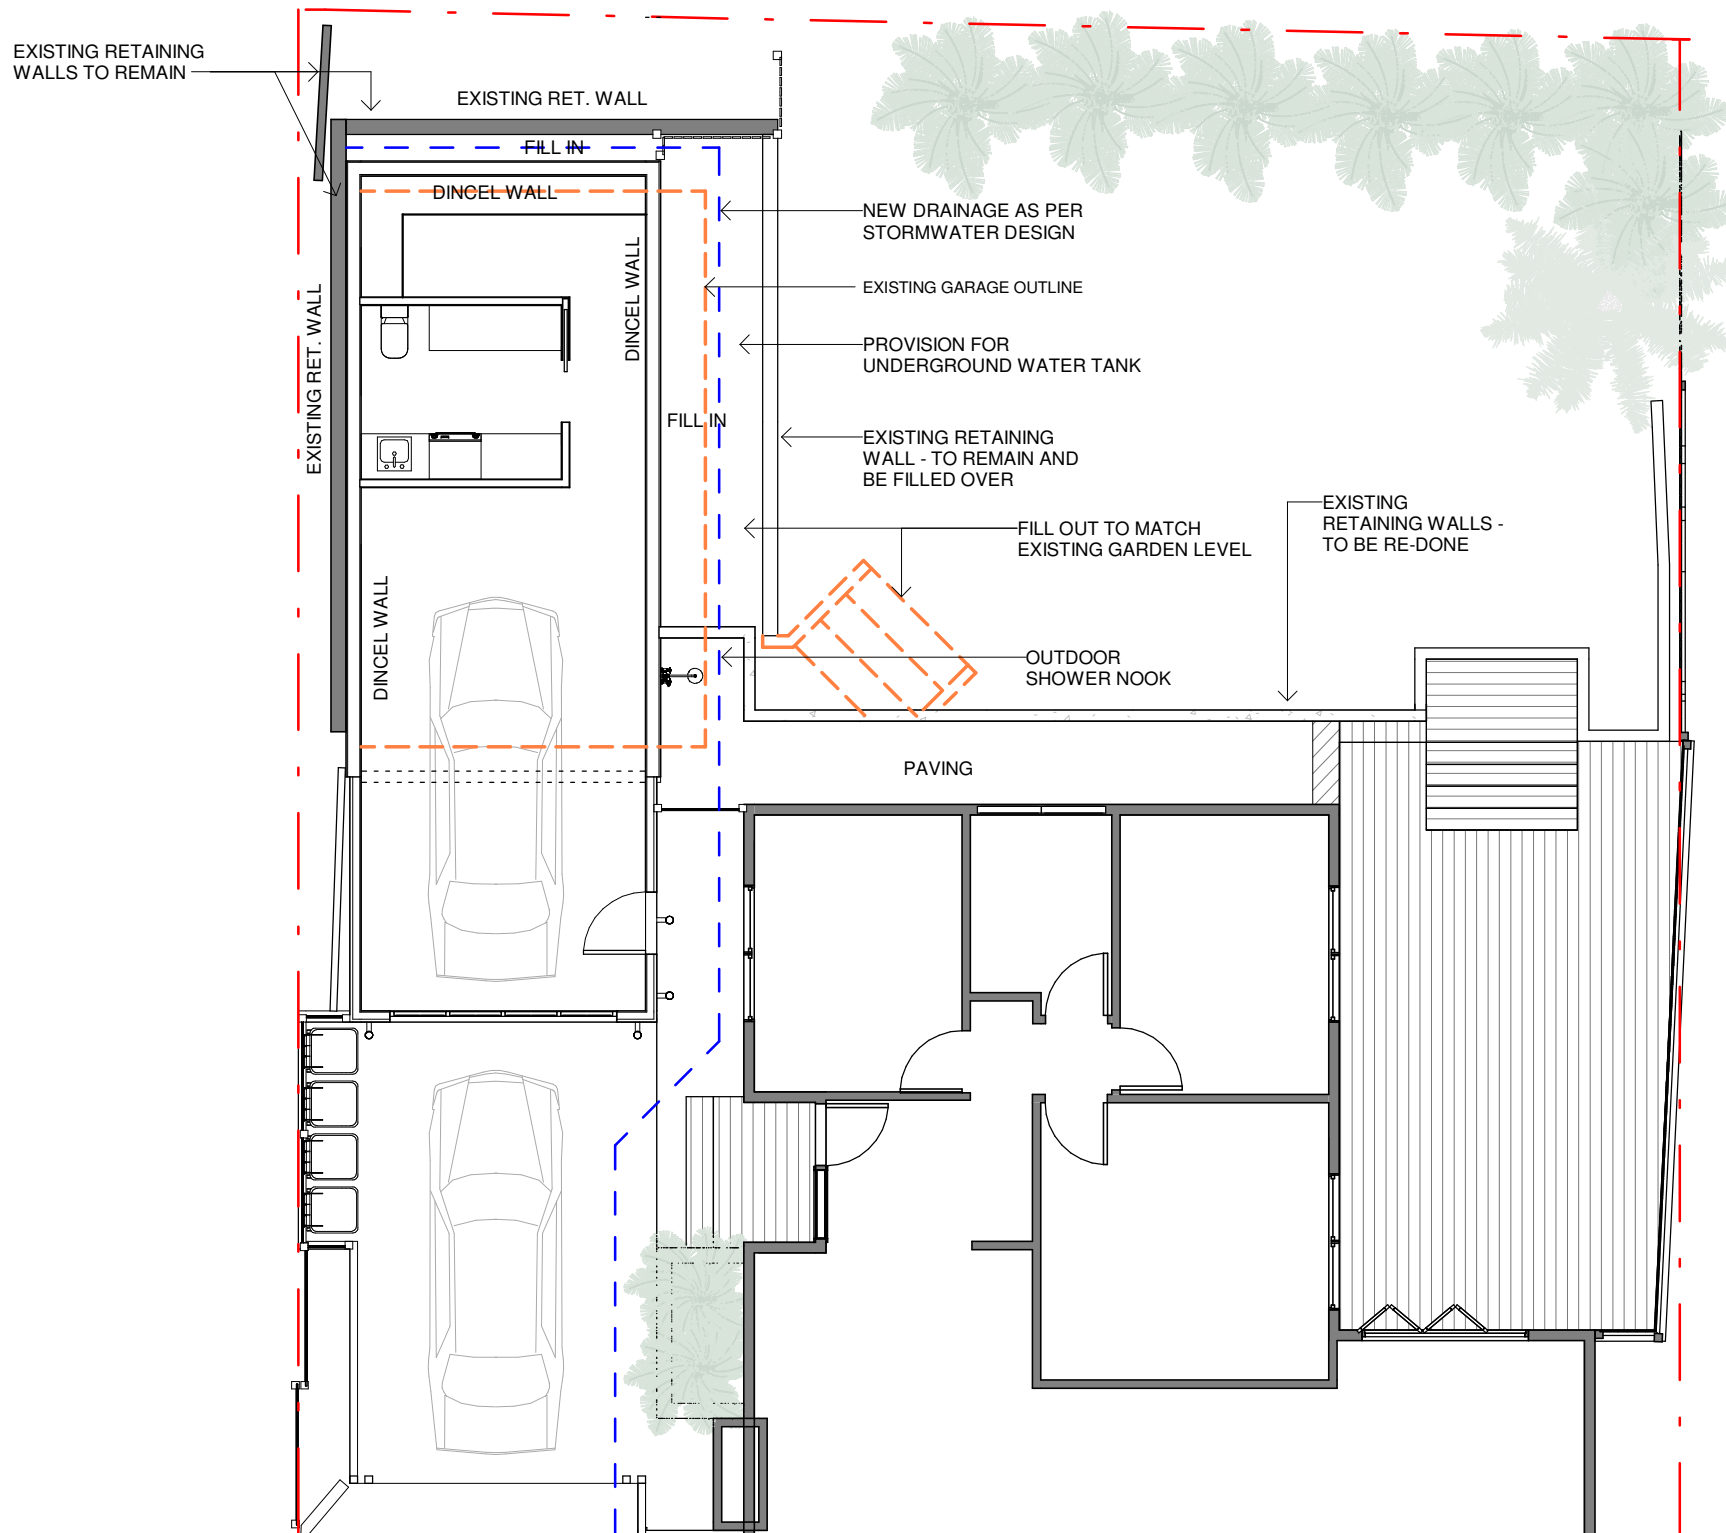 EXISTING RETAINING
WALLS TO REMAIN
EXISTING RET. WALL
FILL IN
DINCEL WALL
NEW DRAINAGE AS PER
STORMWATER DESIGN
DINCEL WALL
EXISTING GARAGE OUTLINE
EXISTING RET. WALL
PROVISION FOR
UNDERGROUND WATER TANK
FILL IN
EXISTING RETAINING
WALL - TO REMAIN AND
BE FILLED OVER
EXISTING
RETAINING WALLS -
TO BE RE-DONE
FILL OUT TO MATCH
EXISTING GARDEN LEVEL
DINCEL WALL
OUTDOOR
SHOWER NOOK
PAVING